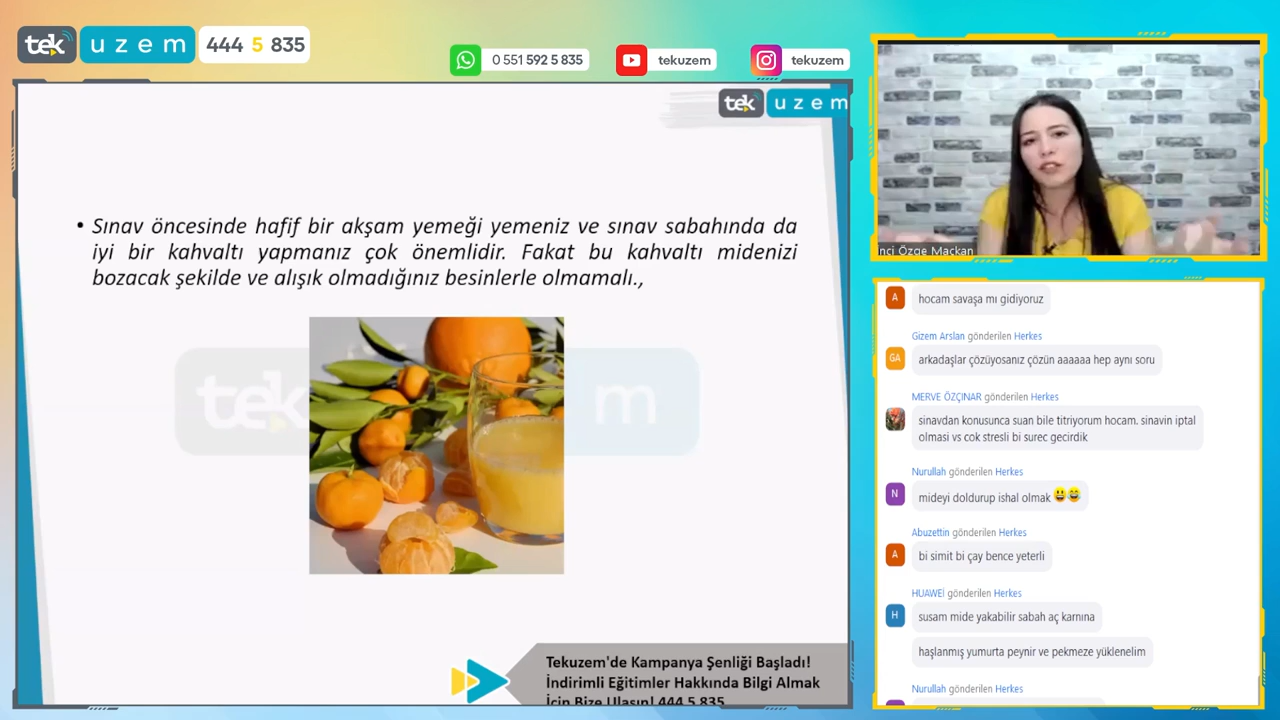 tek uzem 444 5 835
0 551 592 5 835
tekuzem
tekuzem
tek uzem
• Sınav öncesinde hafif bir akşam yemeği yemeniz ve sınav sabahında da
iyi bir kahvaltı yapmanız çok önemlidir. Fakat bu kahvaltı midenizi
bozacak şekilde ve alışık olmadığınız besinlerle olmamalı.,
tek m
Tekuzem'de Kampanya Şenliği Başladı!
İndirimli Eğitimler Hakkında Bilgi Almak
İçin Bize Ulaşın! 444 5 835
nci Özge Maçkan
A
hocam savaşa mı gidiyoruz
Gizem Arslan gönderilen Herkes
GA
arkadaşlar çözüyosanız çözün aaaaaa hep aynı soru
MERVE ÖZÇINAR gönderilen Herkes
sinavdan konusunca suan bile titriyorum hocam. sinavin iptal
olmasi vs cok stresli bi surec gecirdik
Nurullah gönderilen Herkes
N
mideyi doldurup ishal olmak 😃😂
Abuzettin gönderilen Herkes
A
bi simit bi çay bence yeterli
HUAWEİ gönderilen Herkes
H
susam mide yakabilir sabah aç karnına
haşlanmış yumurta peynir ve pekmeze yüklenelim
Nurullah gönderilen Herkes